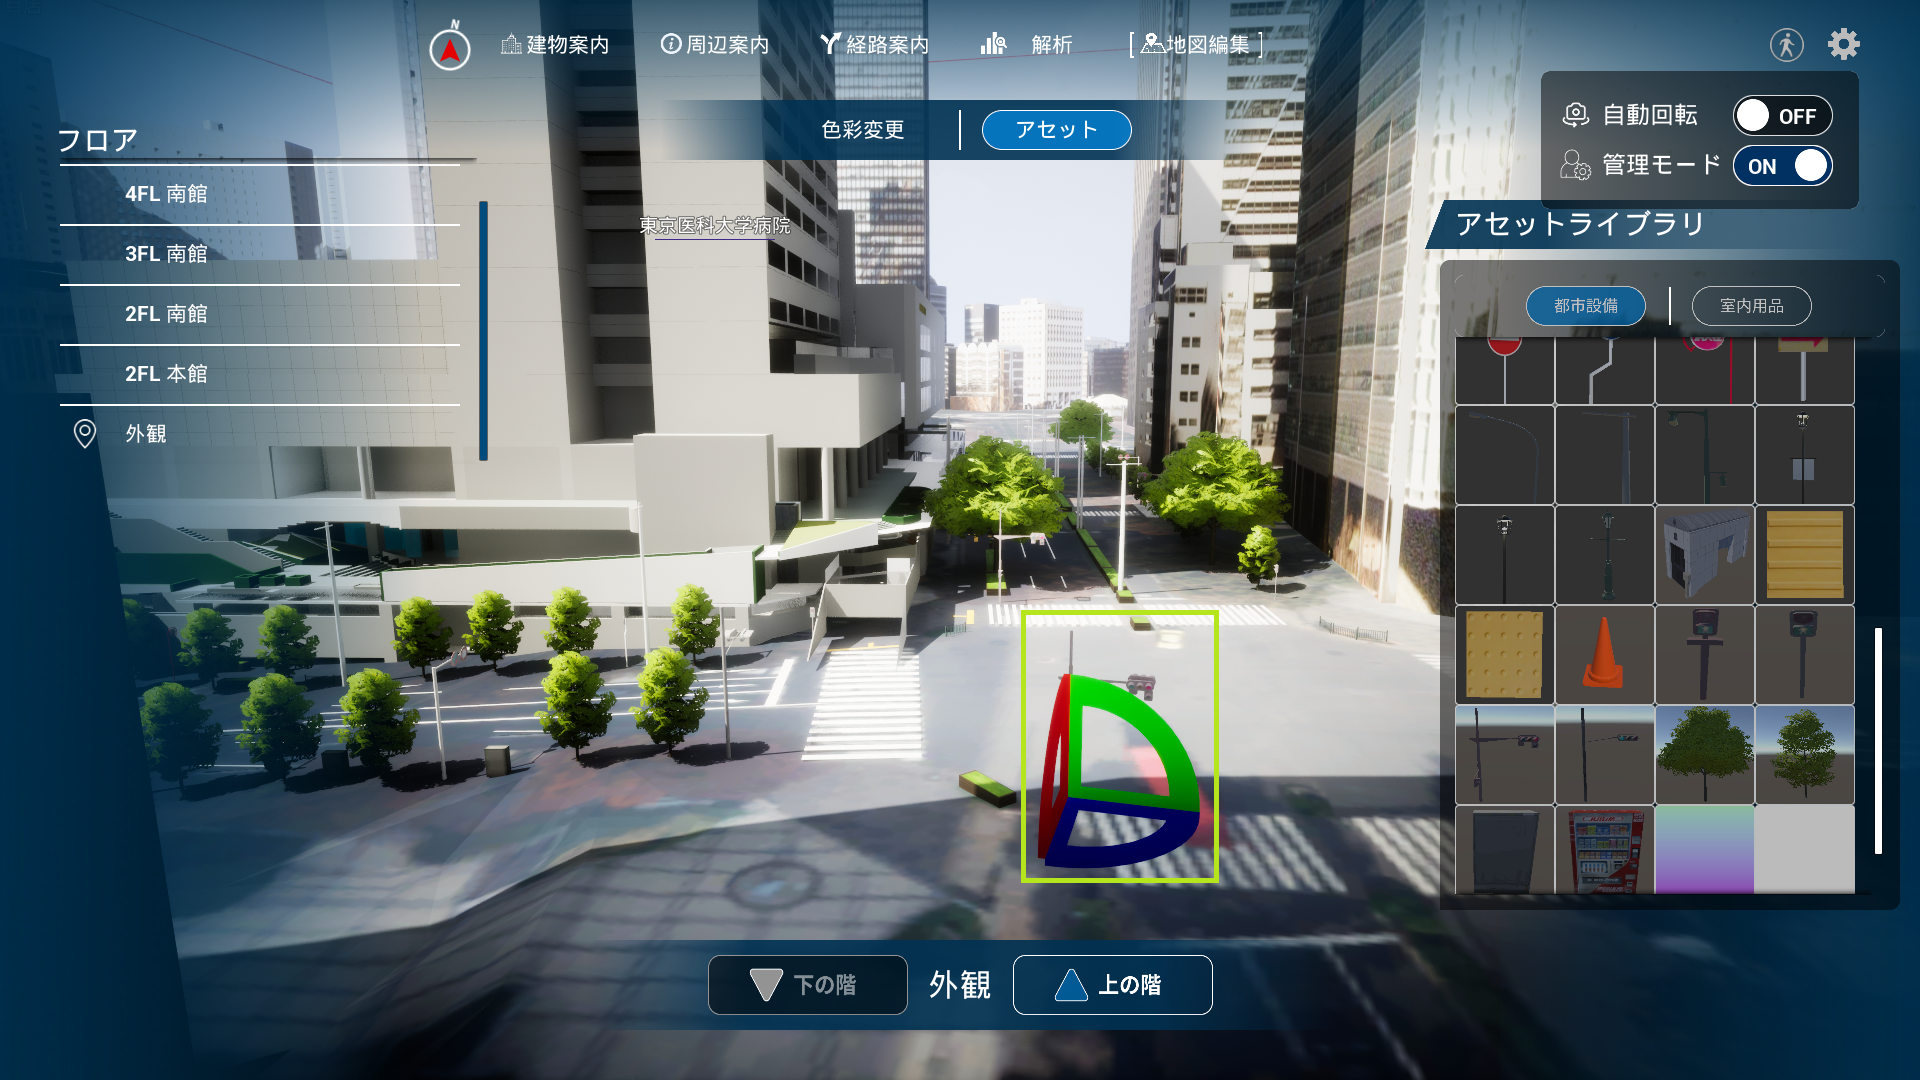 N
建物案内
周辺案内
経路案内
解析
[地図編集]
色彩変更
アセット
自動回転
OFF
管理モード
ON
フロア
4FL 南館
3FL 南館
2FL 南館
2FL 本館
外観
東京医科大学病院
アセットライブラリ
都市設備
室内用品
下の階
外観
上の階